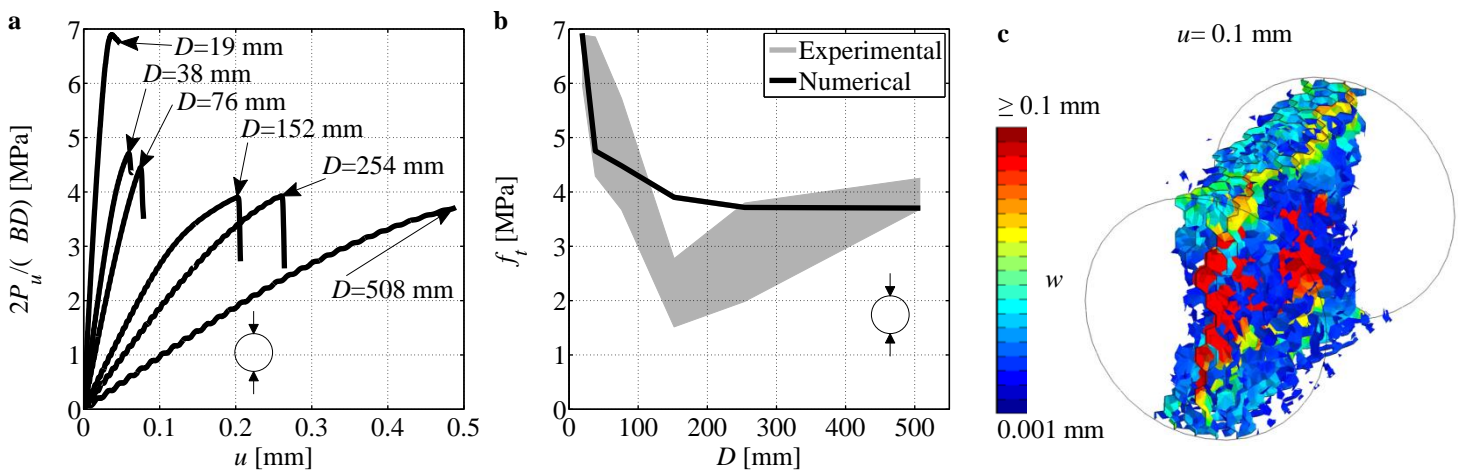 a
2P_u/( BD) [MPa]
7
6
5
4
3
2
1
0
0
0.1
0.2
0.3
0.4
0.5
u [mm]
D=19 mm
D=38 mm
D=76 mm
D=152 mm
D=254 mm
D=508 mm
b
f_t [MPa]
7
6
5
4
3
2
1
0
0
100
200
300
400
500
D [mm]
Experimental
Numerical
c
u= 0.1 mm
≥ 0.1 mm
w
0.001 mm